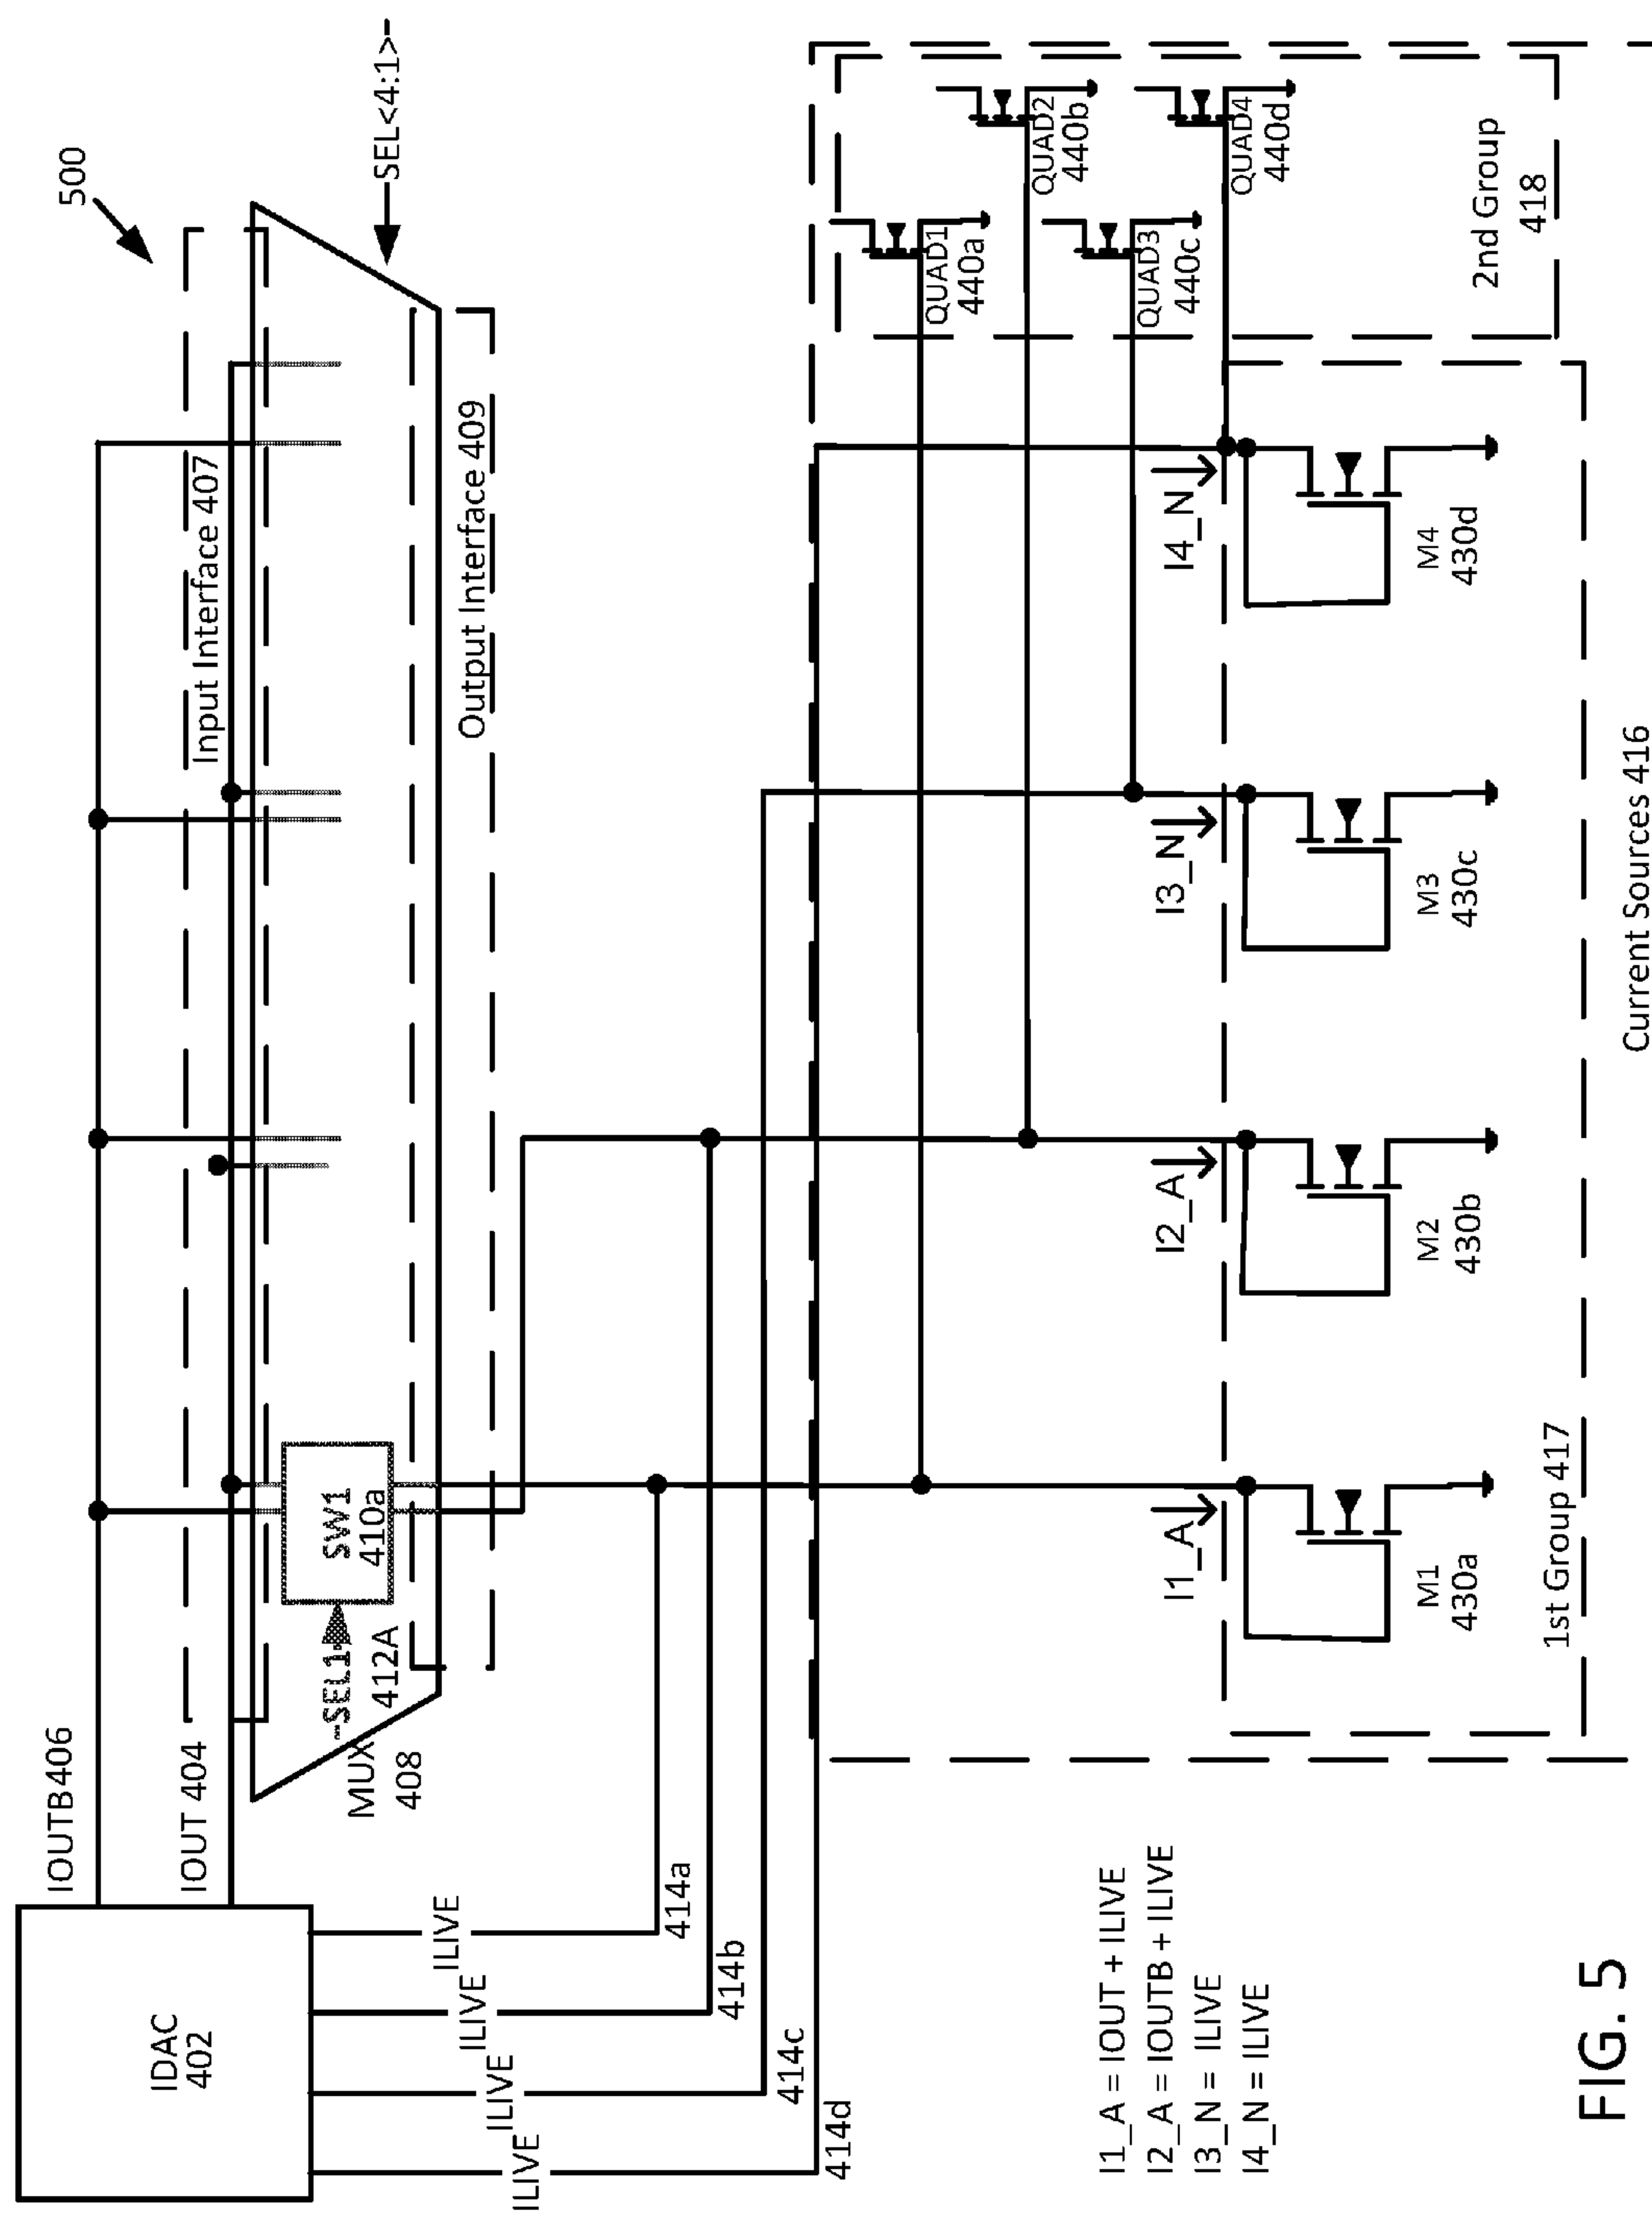 500
IDAC
402
IOUTB 406
IOUT 404
Input Interface 407
SEL<4:1>
SEL1
412A
SW1
410a
MUX
408
Output Interface 409
ILIVE
414a
ILIVE
414b
ILIVE
414c
ILIVE
414d
QUAD1
440a
QUAD2
440b
QUAD3
440c
QUAD4
440d
2nd Group
418
I1_A
I2_A
I3_N
I4_N
M1
430a
M2
430b
M3
430c
M4
430d
1st Group 417
Current Sources 416
I1_A = IOUT + ILIVE
I2_A = IOUTB + ILIVE
I3_N = ILIVE
I4_N = ILIVE
FIG. 5